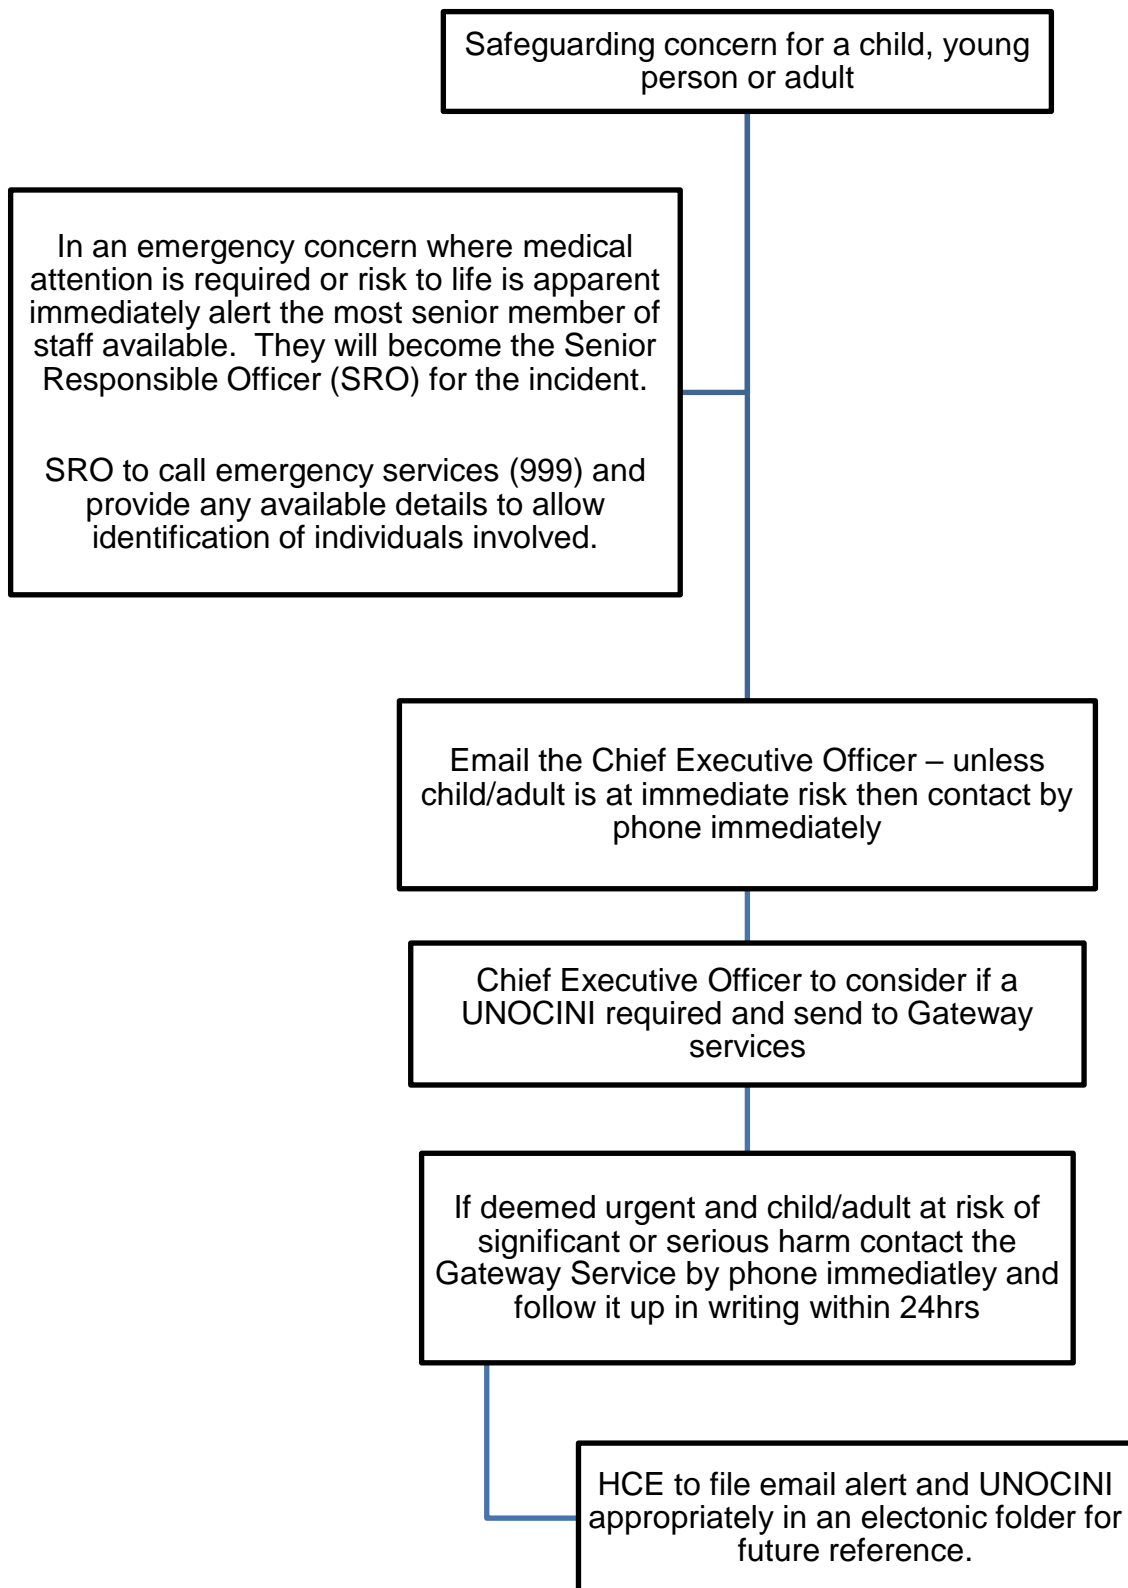 Safeguarding concern for a child, young
person or adult
In an emergency concern where medical
attention is required or risk to life is apparent
immediately alert the most senior member of
staff available.  They will become the Senior
Responsible Officer (SRO) for the incident.
SRO to call emergency services (999) and
provide any available details to allow
identification of individuals involved.
Email the Chief Executive Officer – unless
child/adult is at immediate risk then contact by
phone immediately
Chief Executive Officer to consider if a
UNOCINI required and send to Gateway
services
If deemed urgent and child/adult at risk of
significant or serious harm contact the
Gateway Service by phone immediatley and
follow it up in writing within 24hrs
HCE to file email alert and UNOCINI
appropriately in an electonic folder for
future reference.